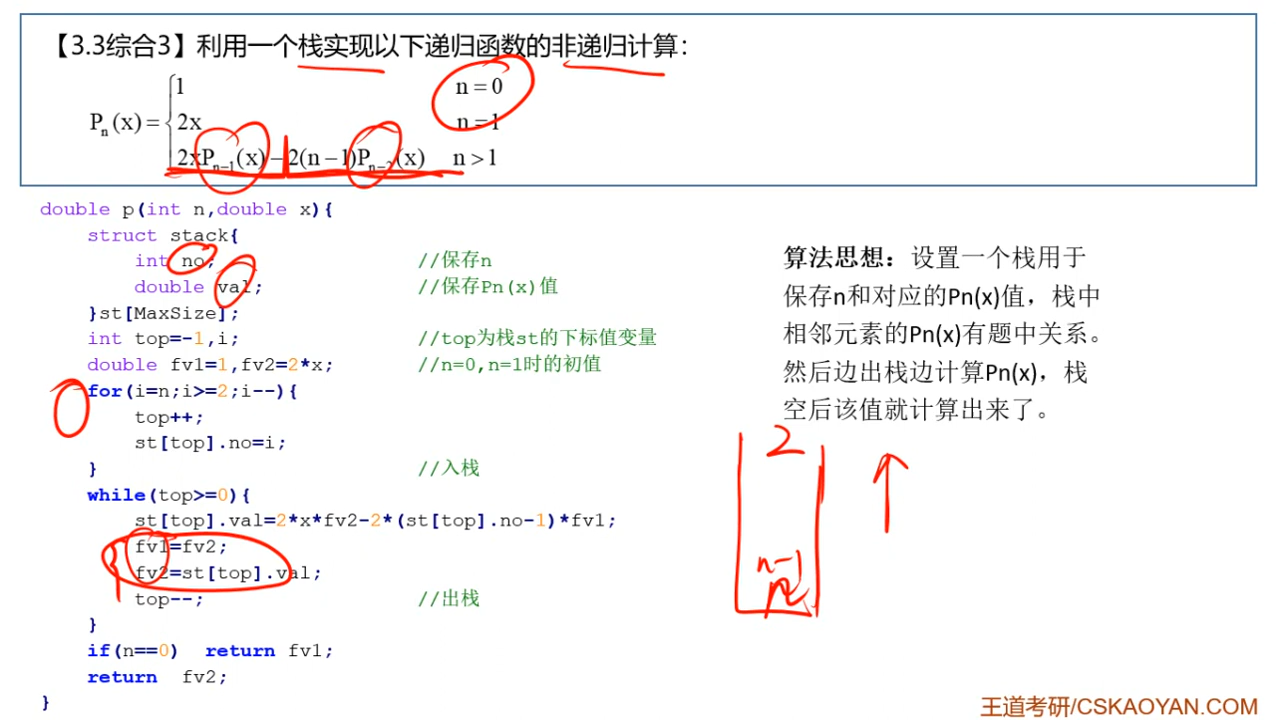 【3.3综合3】利用一个栈实现以下递归函数的非递归计算：
1 n = 0
P_n(x) = { 2x n = 1
2xP_{n-1}(x) - 2(n-1)P_{n-2}(x) n > 1
double p(int n,double x){
struct stack{
int no; //保存n
double val; //保存Pn(x)值
}st[MaxSize];
int top=-1,i; //top为栈st的下标值变量
double fv1=1,fv2=2*x; //n=0,n=1时的初值
for(i=n;i>=2;i--){
top++;
st[top].no=i;
} //入栈
while(top>=0){
st[top].val=2*x*fv2-2*(st[top].no-1)*fv1;
fv1=fv2;
fv2=st[top].val;
top--; //出栈
}
if(n==0) return fv1;
return fv2;
}
算法思想：设置一个栈用于
保存n和对应的Pn(x)值，栈中
相邻元素的Pn(x)有题中关系。
然后边出栈边计算Pn(x)，栈
空后该值就计算出来了。
2
n-1
n
王道考研/CSKAOYAN.COM